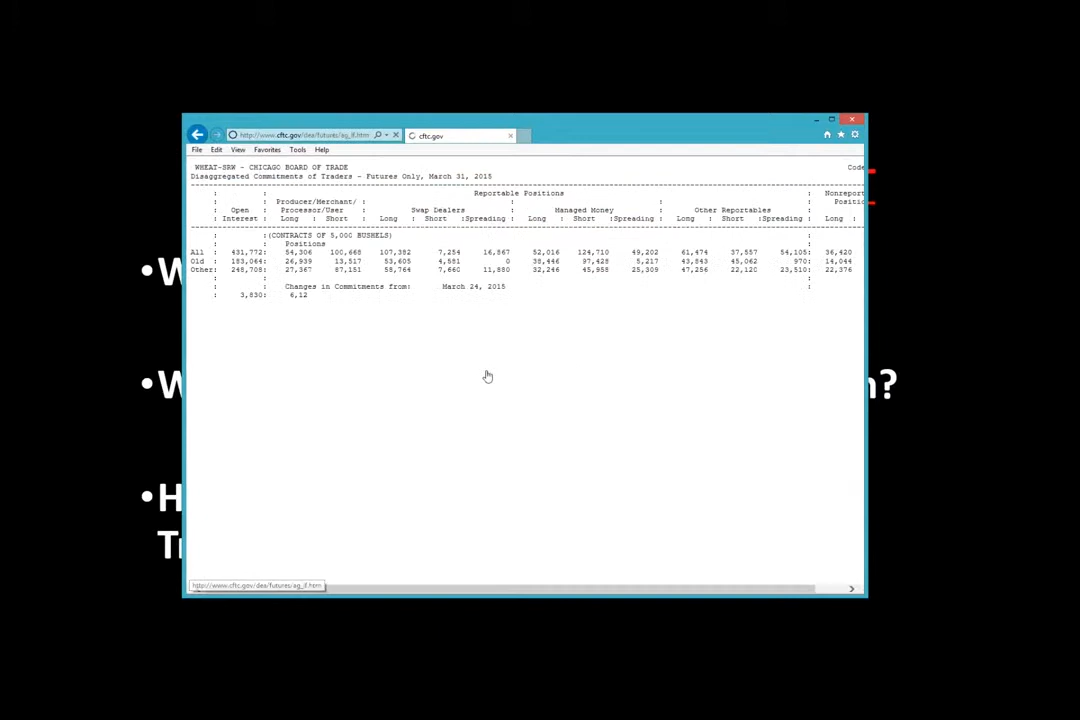 http://www.cftc.gov/dea/futures/ag_lf.htm
cftc.gov
File Edit View Favorites Tools Help
WHEAT-SRW - CHICAGO BOARD OF TRADE Code
Disaggregated Commitments of Traders - Futures Only, March 31, 2015
Reportable Positions Nonreport
Producer/Merchant/ Positio
Open Processor/User Swap Dealers Managed Money Other Reportables
Interest Long Short Long Short Spreading Long Short Spreading Long Short Spreading Long
(CONTRACTS OF 5,000 BUSHELS)
Positions
All 431,772: 54,306 100,668 107,382 7,254 16,867 52,016 124,710 49,202 61,474 37,557 54,105: 36,420
Old 183,064: 26,939 13,517 53,605 4,581 0 38,446 97,428 5,217 43,843 45,062 970: 14,044
Other: 248,708: 27,367 87,151 58,764 7,660 11,880 32,246 45,958 25,309 47,256 22,120 23,510: 22,376
Changes in Commitments from: March 24, 2015
3,830: 6,12
•W
•W n?
•H
Tr
http://www.cftc.gov/dea/futures/ag_lf.htm